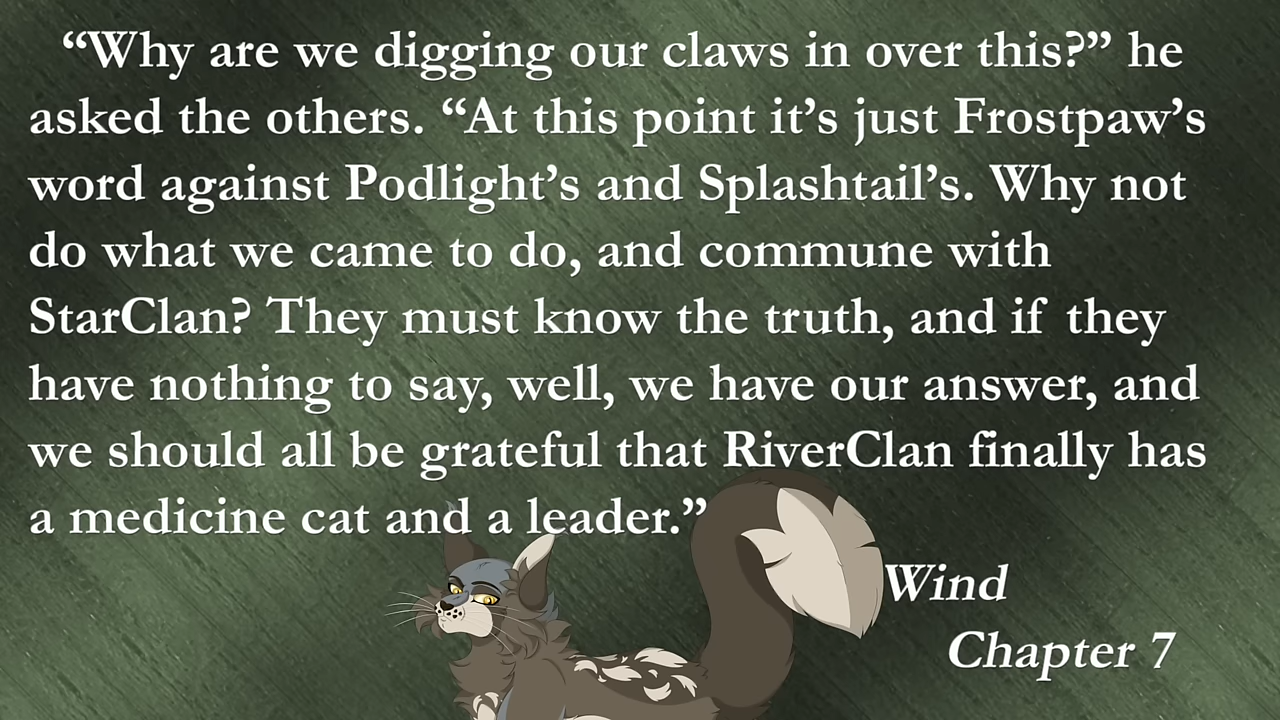 “Why are we digging our claws in over this?” he
asked the others. “At this point it’s just Frostpaw’s
word against Podlight’s and Splashtail’s. Why not
do what we came to do, and commune with
StarClan? They must know the truth, and if they
have nothing to say, well, we have our answer, and
we should all be grateful that RiverClan finally has
a medicine cat and a leader.”
Wind
Chapter 7